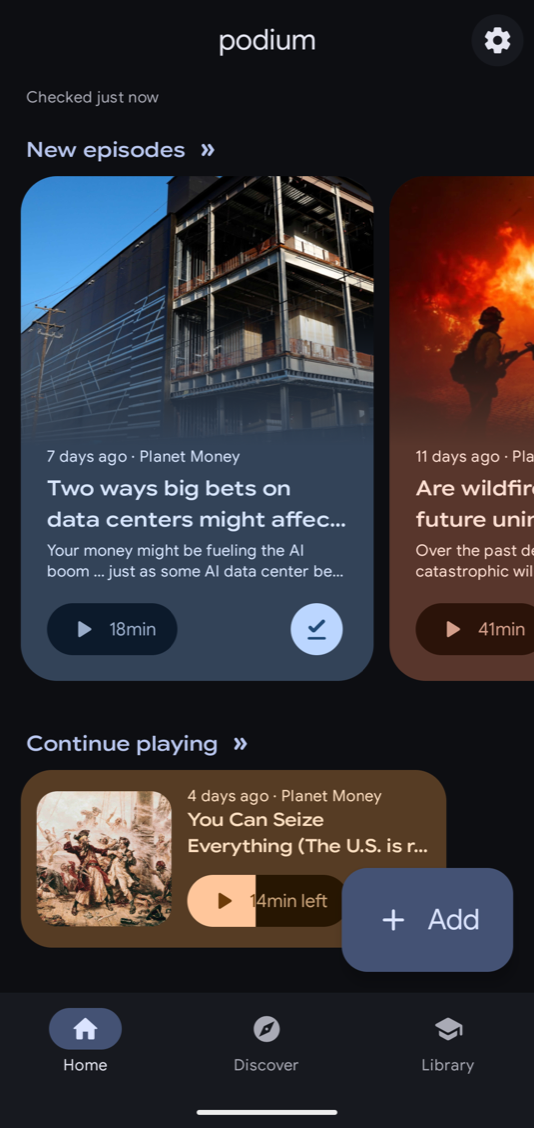 podium
Checked just now
New episodes »
7 days ago · Planet Money
Two ways big bets on
data centers might affec...
Your money might be fueling the AI
boom ... just as some AI data center be...
18min
11 days ago · Pla
Are wildfir
future unin
Over the past de
catastrophic wil
41min
Continue playing »
4 days ago · Planet Money
You Can Seize
Everything (The U.S. is r...
14min left
+ Add
Home
Discover
Library